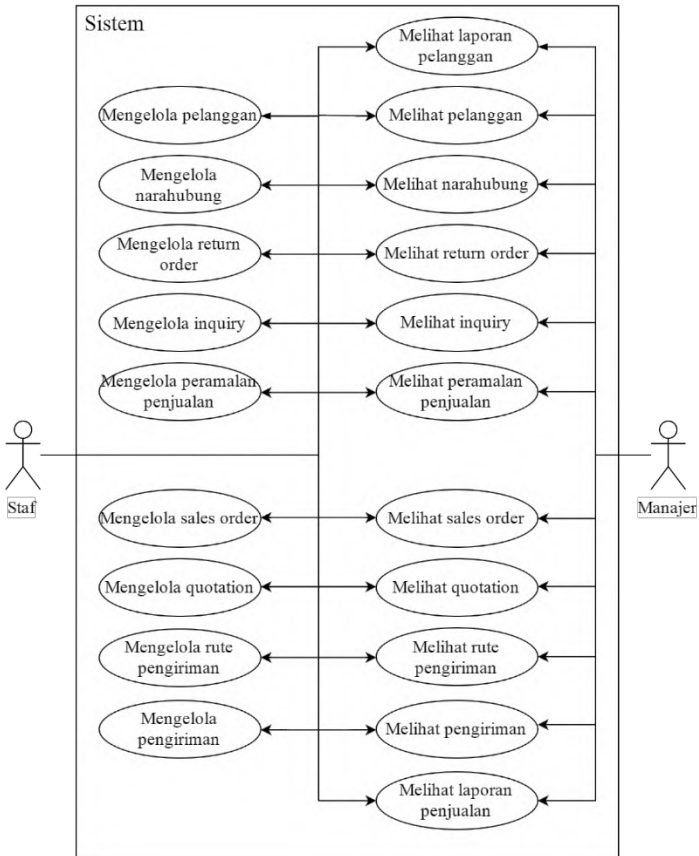 Sistem
Melihat laporan
pelanggan
Mengelola pelanggan
Melihat pelanggan
Mengelola
narahubung
Melihat narahubung
Mengelola return
order
Melihat return order
Mengelola inquiry
Melihat inquiry
Mengelola peramalan
penjualan
Melihat peramalan
penjualan
Staf
Manajer
Mengelola sales order
Melihat sales order
Mengelola quotation
Melihat quotation
Mengelola rute
pengiriman
Melihat rute
pengiriman
Mengelola
pengiriman
Melihat pengiriman
Melihat laporan
penjualan